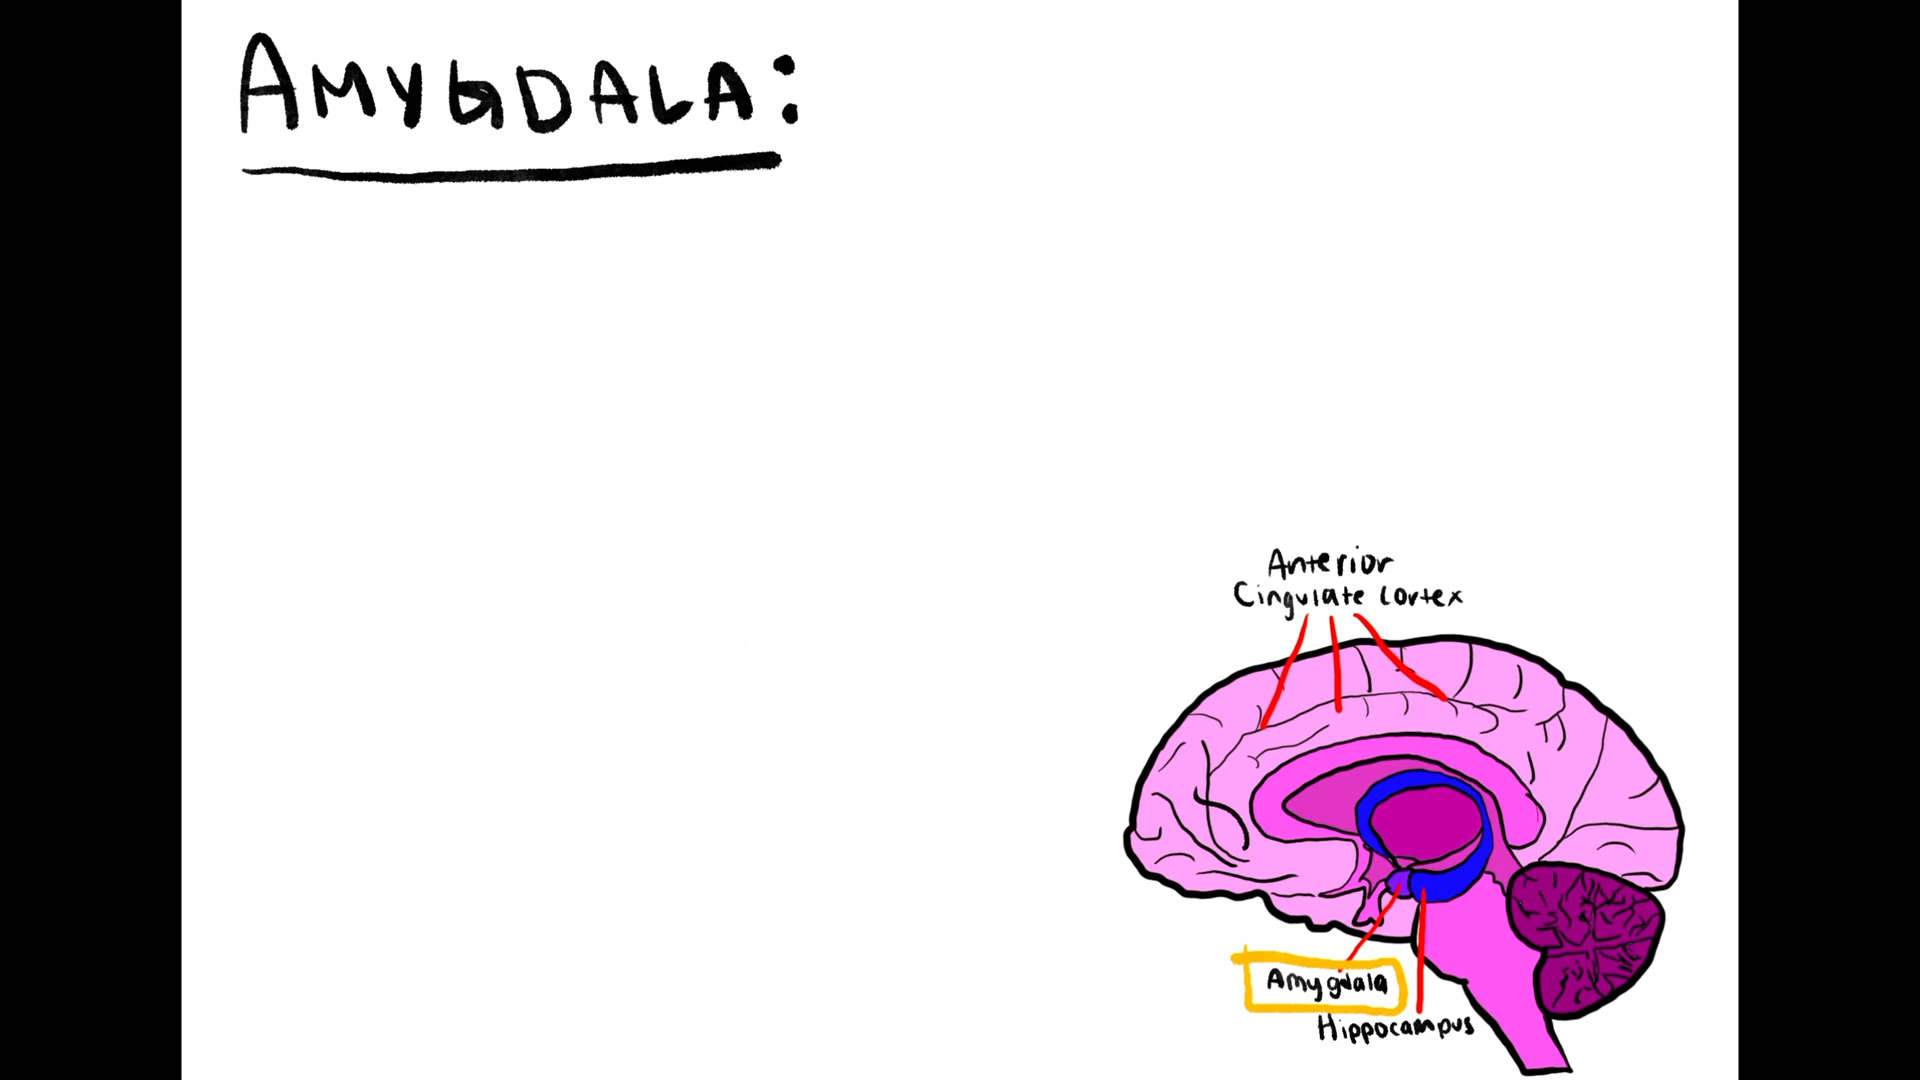 AMYGDALA:
Anterior
Cingulate Cortex
Amygdala
Hippocampus